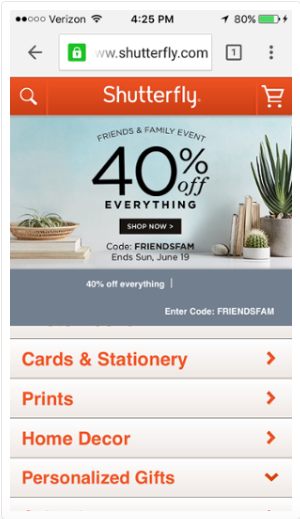 Verizon 4:25 PM 80%
ww.shutterfly.com 1
Shutterfly.
FRIENDS & FAMILY EVENT
40% off
EVERYTHING
SHOP NOW >
Code: FRIENDSFAM
Ends Sun, June 19
40% off everything |
Enter Code: FRIENDSFAM
Cards & Stationery
Prints
Home Decor
Personalized Gifts